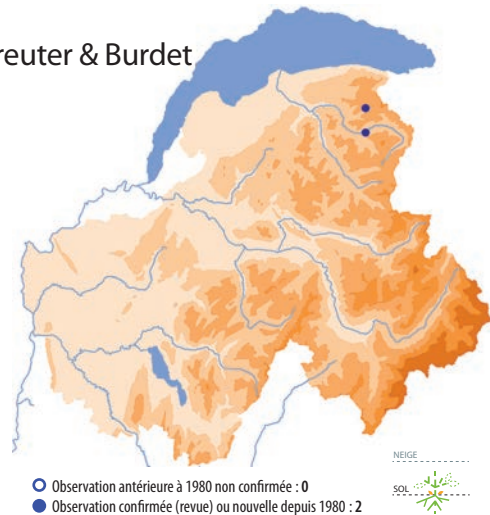 reuter & Burdet
NEIGE
SOL
Observation antérieure à 1980 non confirmée : 0
Observation confirmée (revue) ou nouvelle depuis 1980 : 2